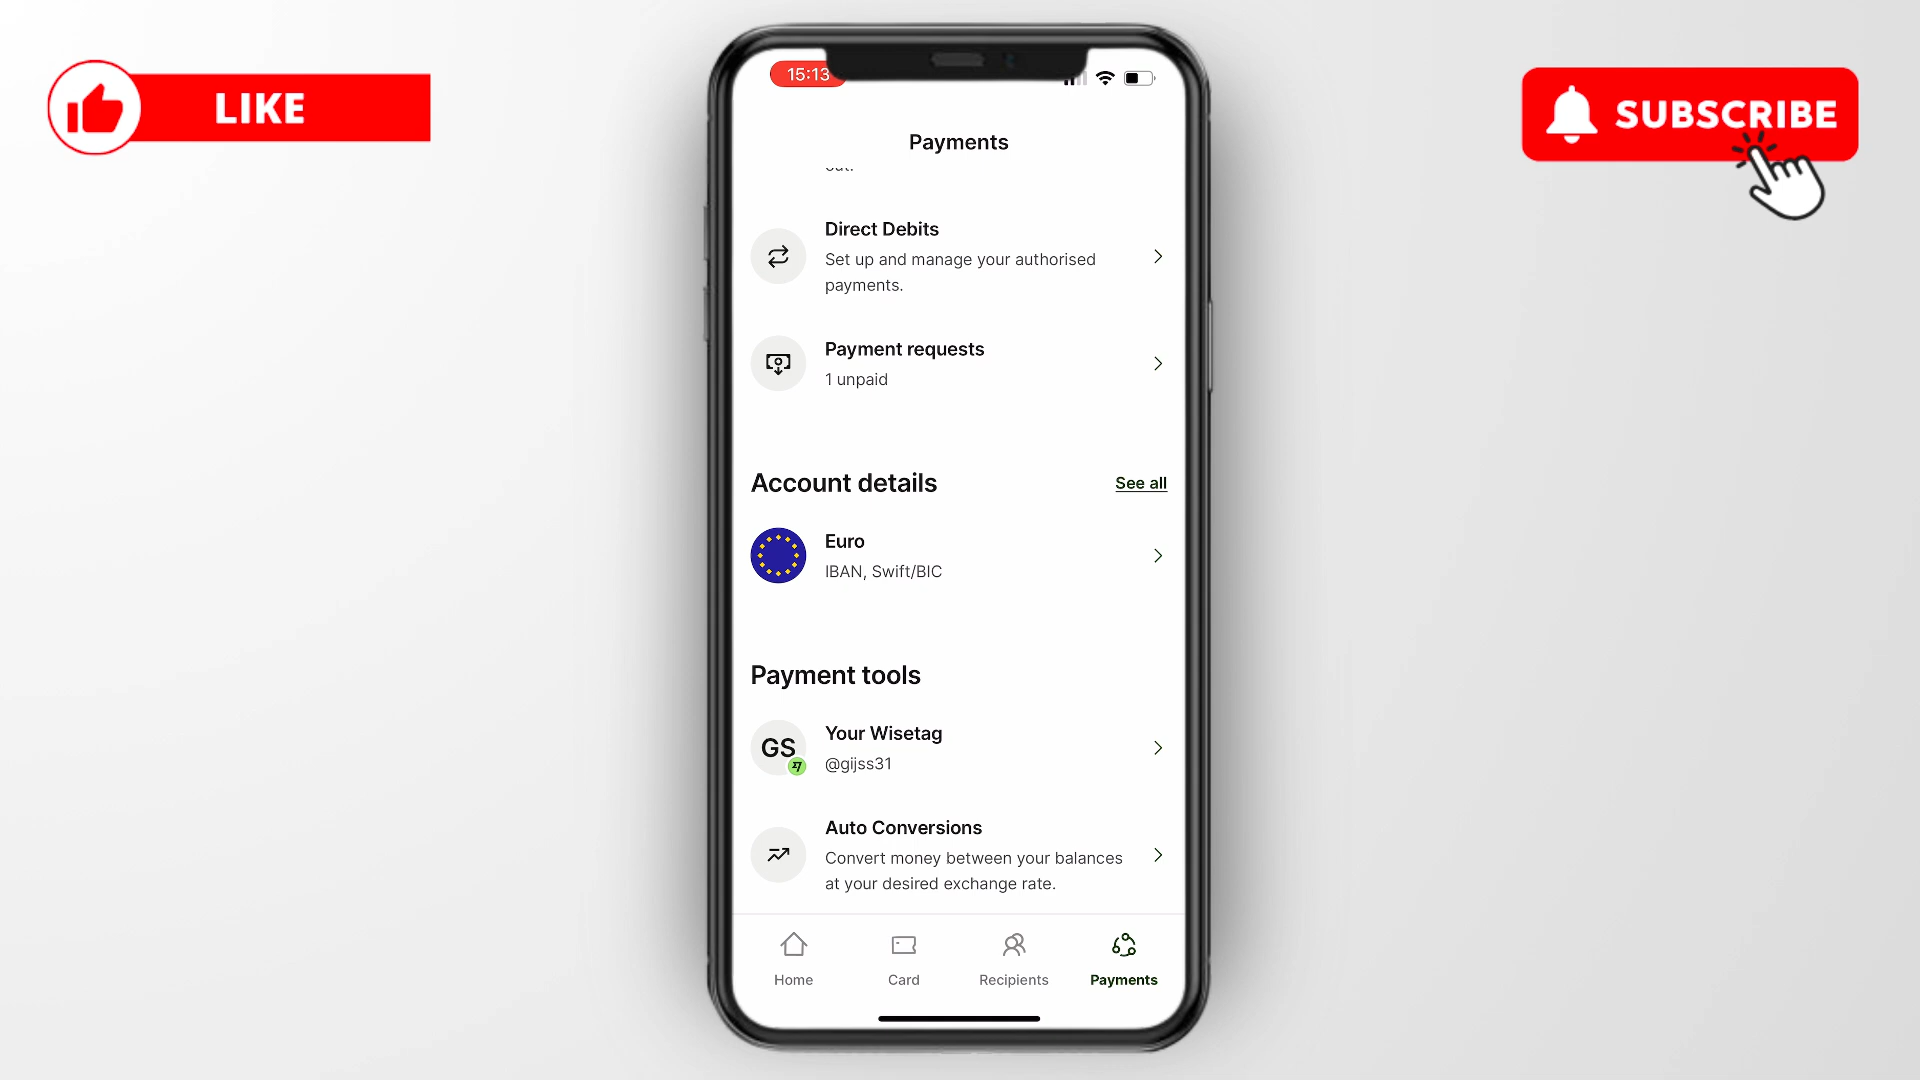 LIKE
SUBSCRIBE
15:13
Payments
Direct Debits
Set up and manage your authorised
payments.
Payment requests
1 unpaid
Account details
See all
Euro
IBAN, Swift/BIC
Payment tools
GS
Your Wisetag
@gijss31
Auto Conversions
Convert money between your balances
at your desired exchange rate.
Home
Card
Recipients
Payments